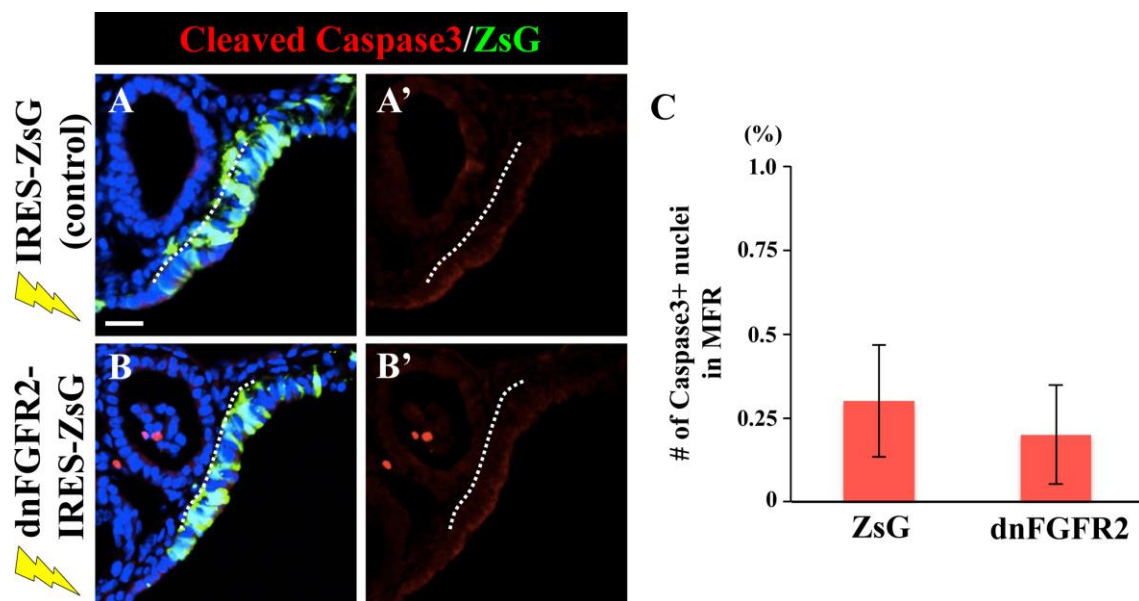 Cleaved Caspase3/ZsG
IRES-ZsG
(control)
A
A’
dnFGFR2-
IRES-ZsG
B
B’
C
(%)
# of Caspase3+ nuclei
in MFR
1.0
0.75
0.5
0.25
0
ZsG
dnFGFR2